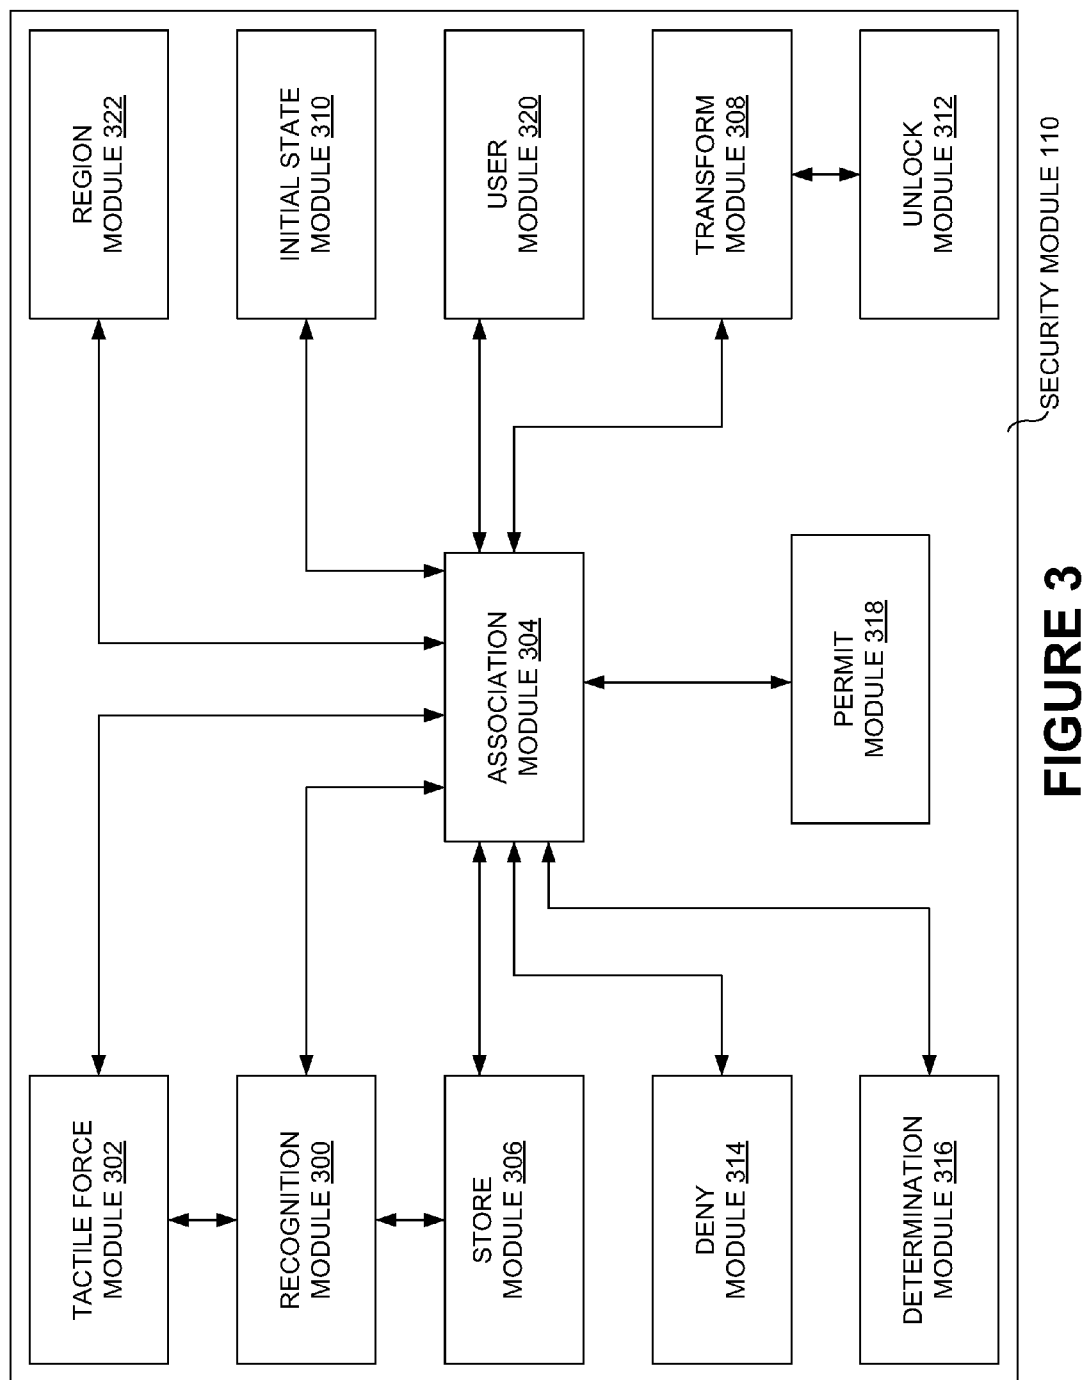 TACTILE FORCE
MODULE 302
RECOGNITION
MODULE 300
STORE
MODULE 306
DENY
MODULE 314
DETERMINATION
MODULE 316
ASSOCIATION
MODULE 304
PERMIT
MODULE 318
REGION
MODULE 322
INITIAL STATE
MODULE 310
USER
MODULE 320
TRANSFORM
MODULE 308
UNLOCK
MODULE 312
SECURITY MODULE 110
FIGURE 3